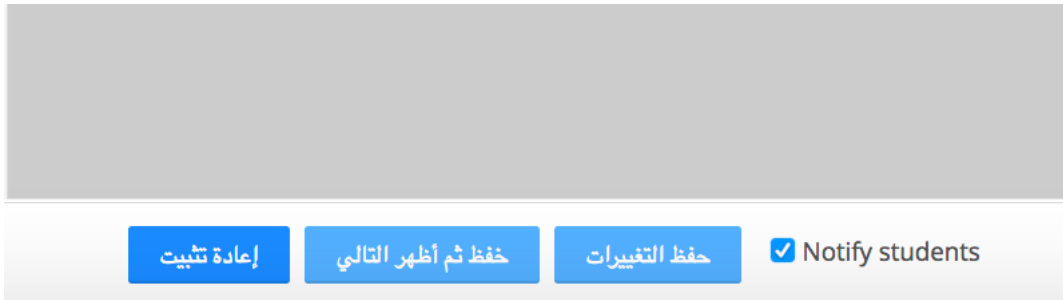 Notify students
حفظ التغييرات
خفظ ثم أظهر التالي
إعادة تثبيت